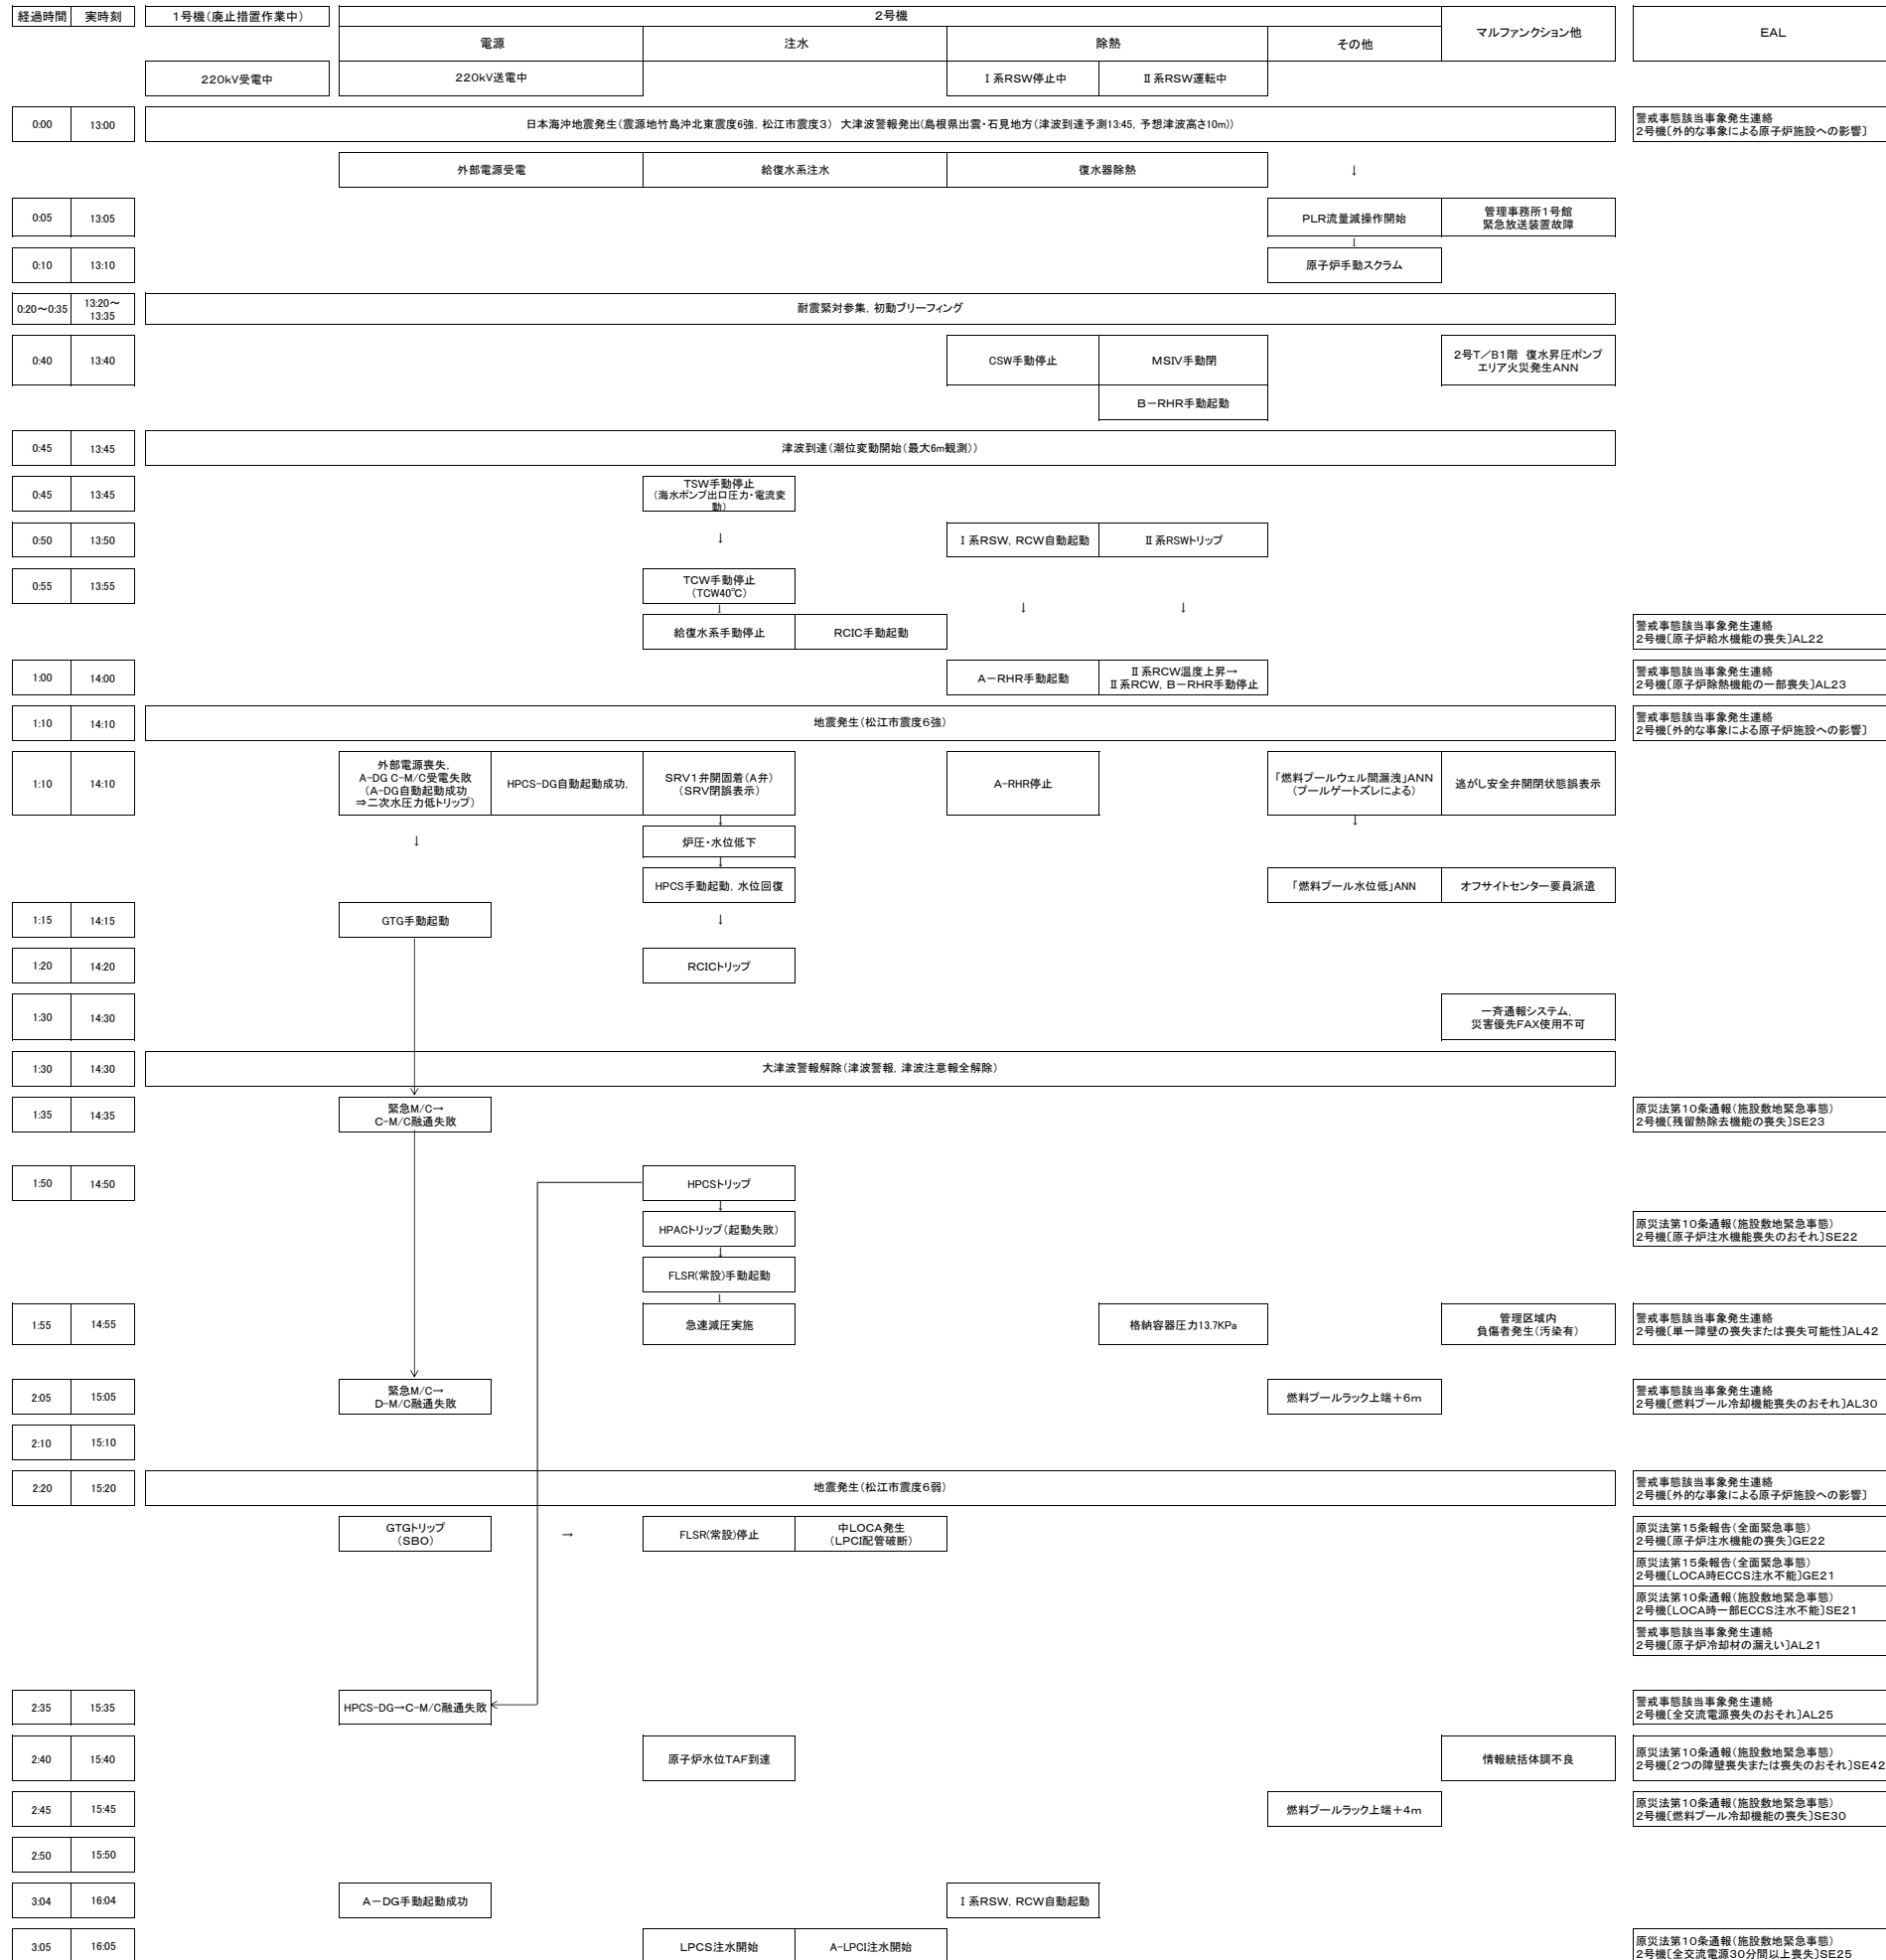 経過時間 実時刻 1号機(廃止措置作業中) 2号機 マルファンクション他 EAL
電源 注水 除熱 その他
220kV受電中 220kV送電中 Ⅰ系RSW停止中 Ⅱ系RSW運転中
0:00 13:00 日本海沖地震発生(震源地竹島沖北東震度6強, 松江市震度3) 大津波警報発出(島根県出雲・石見地方(津波到達予測13:45, 予想津波高さ10m))
警戒事態該当事象発生連絡
2号機〔外的な事象による原子炉施設への影響〕
外部電源受電 給復水系注水 復水器除熱 ↓
0:05 13:05 PLR流量減操作開始
管理事務所1号館
緊急放送装置故障
↓
0:10 13:10 原子炉手動スクラム
0:20~0:35
13:20~
13:35
耐震緊対参集, 初動ブリーフィング
0:40 13:40 CSW手動停止 MSIV手動閉
2号T/B1階 復水昇圧ポンプ
エリア火災発生ANN
B-RHR手動起動
0:45 13:45 津波到達(潮位変動開始(最大6m観測))
0:45 13:45
TSW手動停止
(海水ポンプ出口圧力・電流変
動)
0:50 13:50 ↓ Ⅰ系RSW, RCW自動起動 Ⅱ系RSWトリップ
0:55 13:55
TCW手動停止
(TCW40℃)
↓ ↓ ↓
給復水系手動停止 RCIC手動起動
警戒事態該当事象発生連絡
2号機〔原子炉給水機能の喪失〕AL22
1:00 14:00 A-RHR手動起動
Ⅱ系RCW温度上昇→
Ⅱ系RCW, B-RHR手動停止
警戒事態該当事象発生連絡
2号機〔原子炉除熱機能の一部喪失〕AL23
1:10 14:10 地震発生(松江市震度6強)
警戒事態該当事象発生連絡
2号機〔外的な事象による原子炉施設への影響〕
1:10 14:10
外部電源喪失,
A-DG C-M/C受電失敗
(A-DG自動起動成功
⇒二次水圧力低トリップ)
HPCS-DG自動起動成功,
SRV1弁開固着(A弁)
(SRV閉誤表示)
A-RHR停止
「燃料プールウェル間漏洩」ANN
(プールゲートズレによる)
逃がし安全弁開閉状態誤表示
↓ ↓
↓ 炉圧・水位低下
↓
HPCS手動起動, 水位回復 「燃料プール水位低」ANN オフサイトセンター要員派遣
1:15 14:15 GTG手動起動 ↓
1:20 14:20 RCICトリップ
1:30 14:30
一斉通報システム,
災害優先FAX使用不可
1:30 14:30 大津波警報解除(津波警報, 津波注意報全解除)
1:35 14:35
緊急M/C→
C-M/C融通失敗
原災法第10条通報(施設敷地緊急事態)
2号機〔残留熱除去機能の喪失〕SE23
1:50 14:50 HPCSトリップ
↓
HPACトリップ(起動失敗)
原災法第10条通報(施設敷地緊急事態)
2号機〔原子炉注水機能喪失のおそれ〕SE22
↓
FLSR(常設)手動起動
↓
1:55 14:55 急速減圧実施 格納容器圧力13.7KPa
管理区域内
負傷者発生(汚染有)
警戒事態該当事象発生連絡
2号機〔単一障壁の喪失または喪失可能性〕AL42
2:05 15:05
緊急M/C→
D-M/C融通失敗
燃料プールラック上端+6m
警戒事態該当事象発生連絡
2号機〔燃料プール冷却機能喪失のおそれ〕AL30
2:10 15:10
2:20 15:20 地震発生(松江市震度6弱)
警戒事態該当事象発生連絡
2号機〔外的な事象による原子炉施設への影響〕
GTGトリップ
(SBO)
→ FLSR(常設)停止
中LOCA発生
(LPCI配管破断)
原災法第15条報告(全面緊急事態)
2号機〔原子炉注水機能の喪失〕GE22
原災法第15条報告(全面緊急事態)
2号機〔LOCA時ECCS注水不能〕GE21
原災法第10条通報(施設敷地緊急事態)
2号機〔LOCA時一部ECCS注水不能〕SE21
警戒事態該当事象発生連絡
2号機〔原子炉冷却材の漏えい〕AL21
2:35 15:35 HPCS-DG→C-M/C融通失敗
警戒事態該当事象発生連絡
2号機〔全交流電源喪失のおそれ〕AL25
2:40 15:40 原子炉水位TAF到達 情報統括体調不良
原災法第10条通報(施設敷地緊急事態)
2号機〔2つの障壁喪失または喪失のおそれ〕SE42
2:45 15:45 燃料プールラック上端+4m
原災法第10条通報(施設敷地緊急事態)
2号機〔燃料プール冷却機能の喪失〕SE30
2:50 15:50
3:04 16:04 A-DG手動起動成功 Ⅰ系RSW, RCW自動起動
3:05 16:05 LPCS注水開始 A-LPCI注水開始
原災法第10条通報(施設敷地緊急事態)
2号機〔全交流電源30分間以上喪失〕SE25